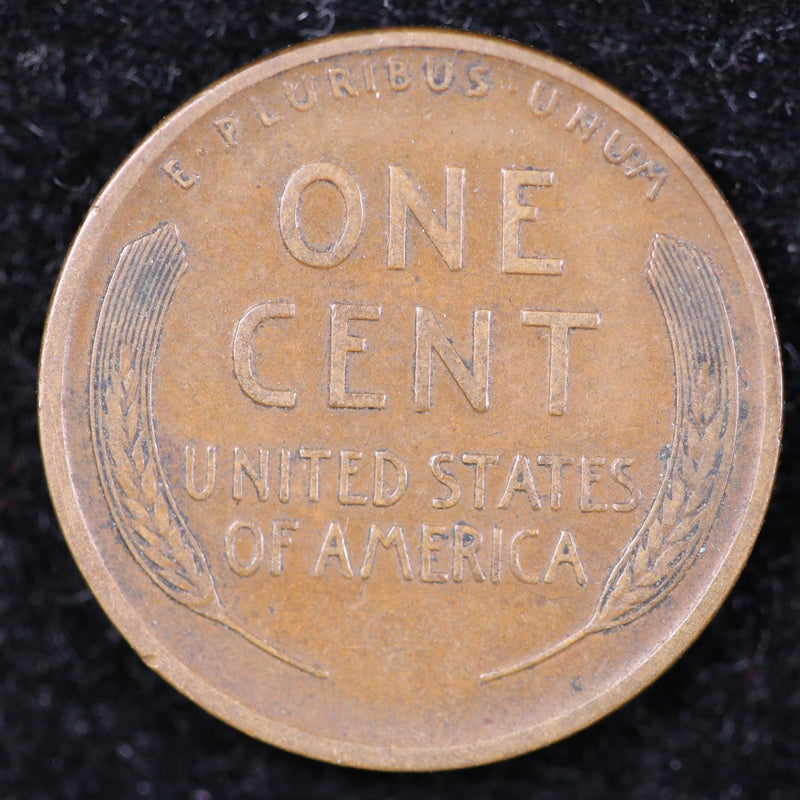 E · PLURIBUS · UNUM
ONE
CENT
UNITED STATES
OF AMERICA